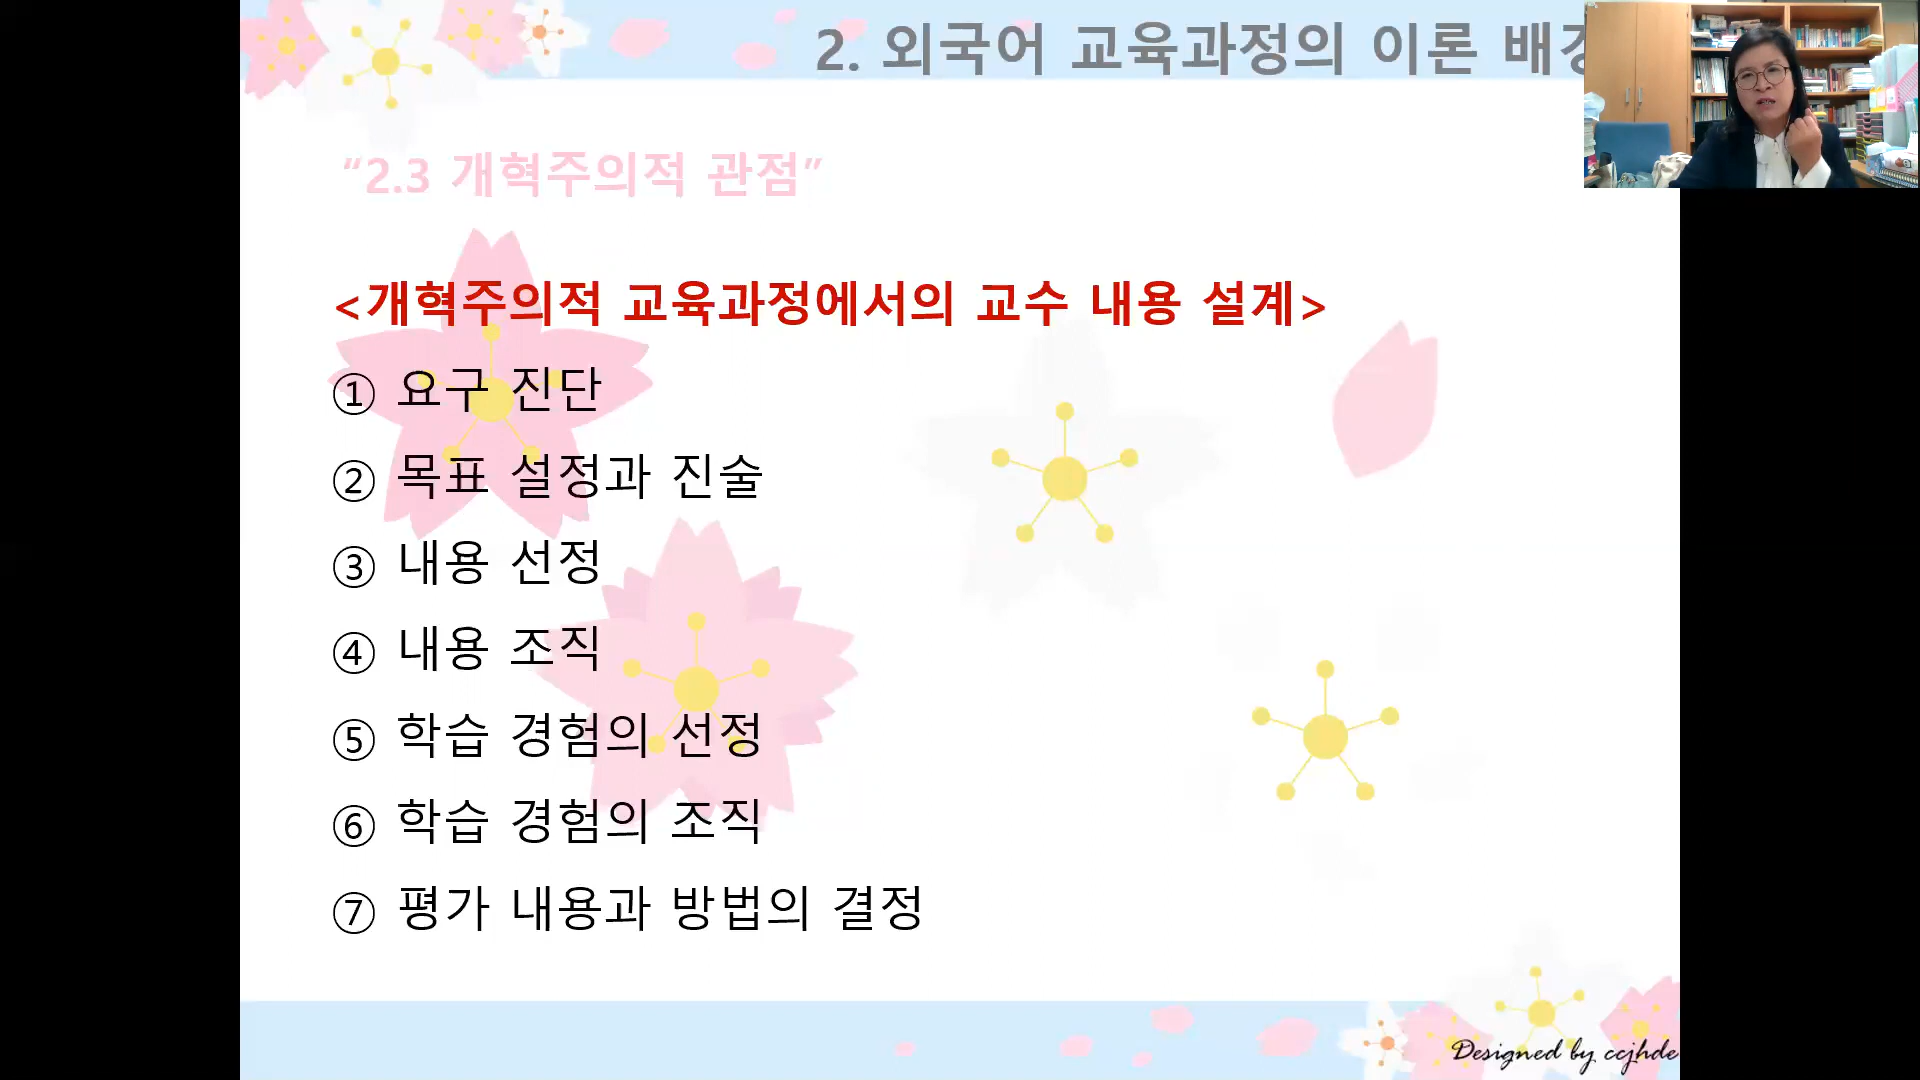 2. 외국어 교육과정의 이론
“2.3 개혁주의적 관점”
<개혁주의적 교육과정에서의 교수 내용 설계>
① 요구 진단
② 목표 설정과 진술
③ 내용 선정
④ 내용 조직
⑤ 학습 경험의 선정
⑥ 학습 경험의 조직
⑦ 평가 내용과 방법의 결정
Designed by ccjhde